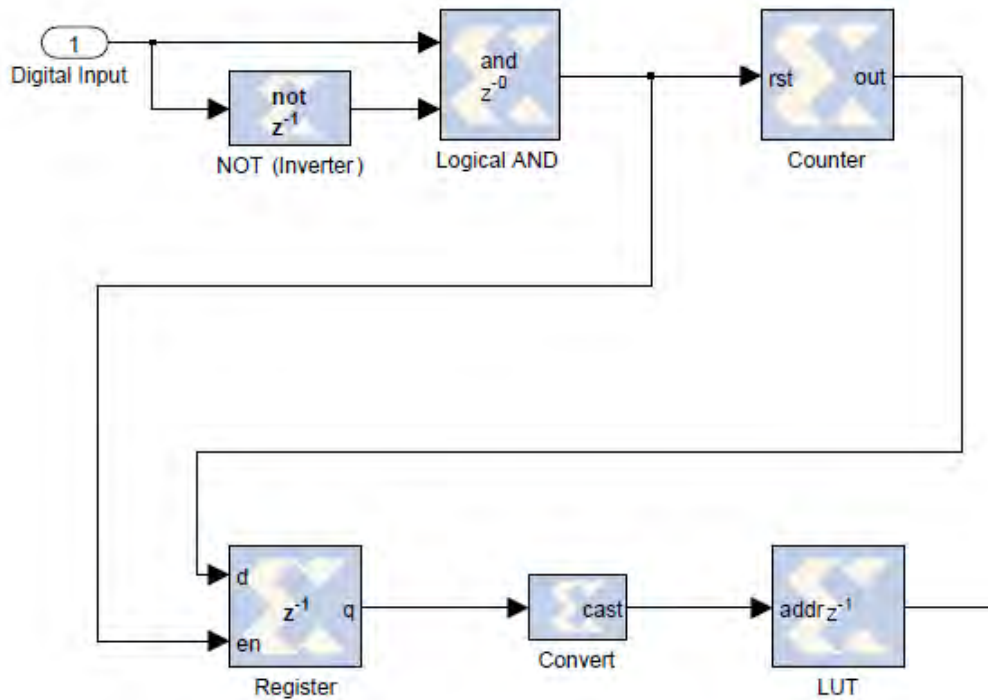 1
Digital Input
not
z⁻¹
NOT (Inverter)
and
z⁻⁰
Logical AND
rst out
Counter
d
z⁻¹ q
en
Register
cast
Convert
addr z⁻¹
LUT